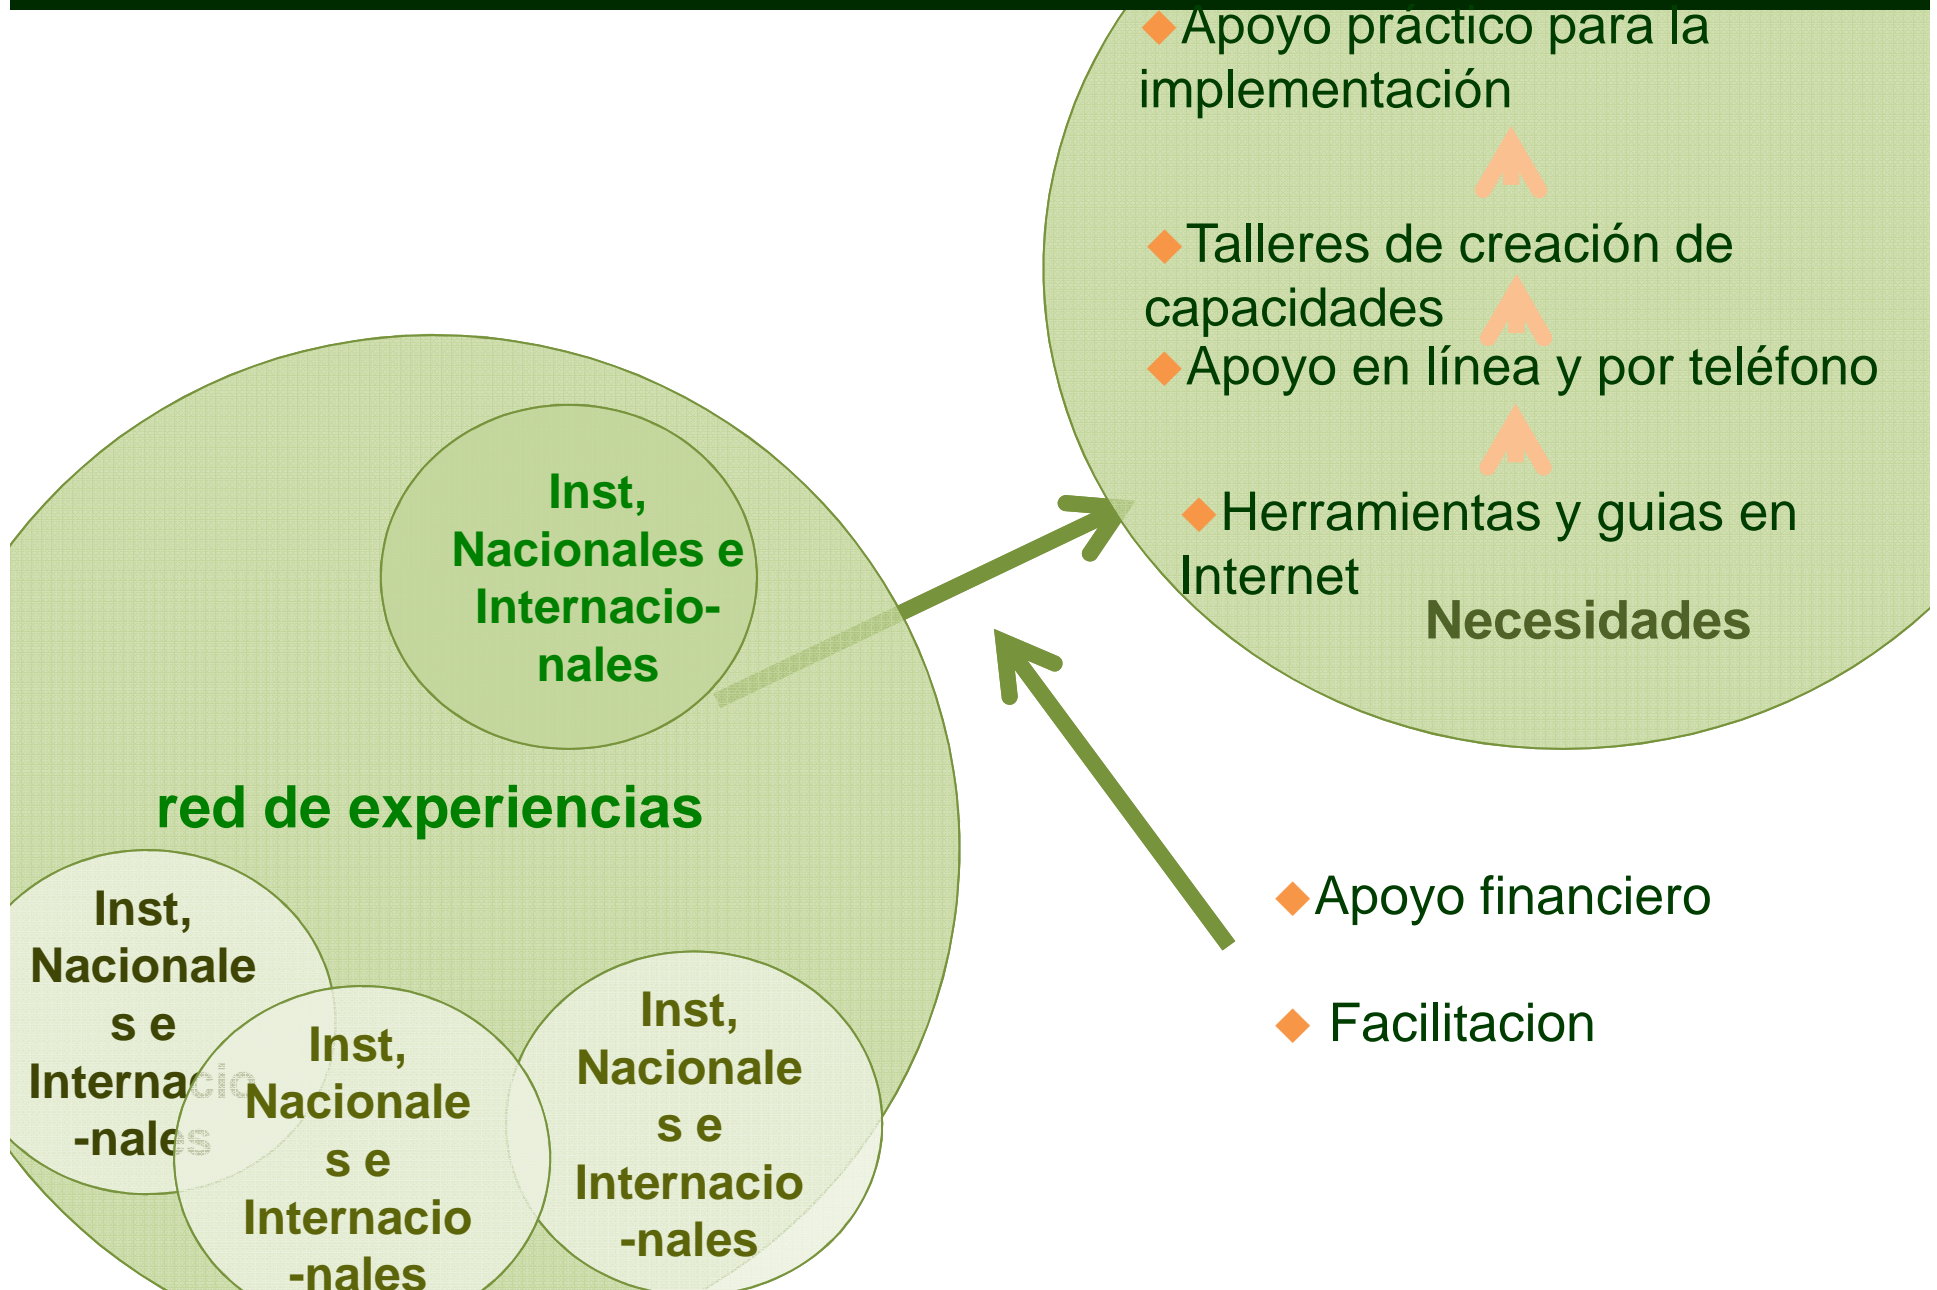 ◆Apoyo práctico para la
implementación
◆Talleres de creación de
capacidades
◆Apoyo en línea y por teléfono
◆Herramientas y guias en
Internet
Necesidades
Inst,
Nacionales e
Internacio-
nales
red de experiencias
Inst,
Nacionale
s e
Internacio
-nales
Inst,
Nacionale
s e
Internacio
-nales
Inst,
Nacionale
s e
Internacio
-nales
◆Apoyo financiero
◆ Facilitacion